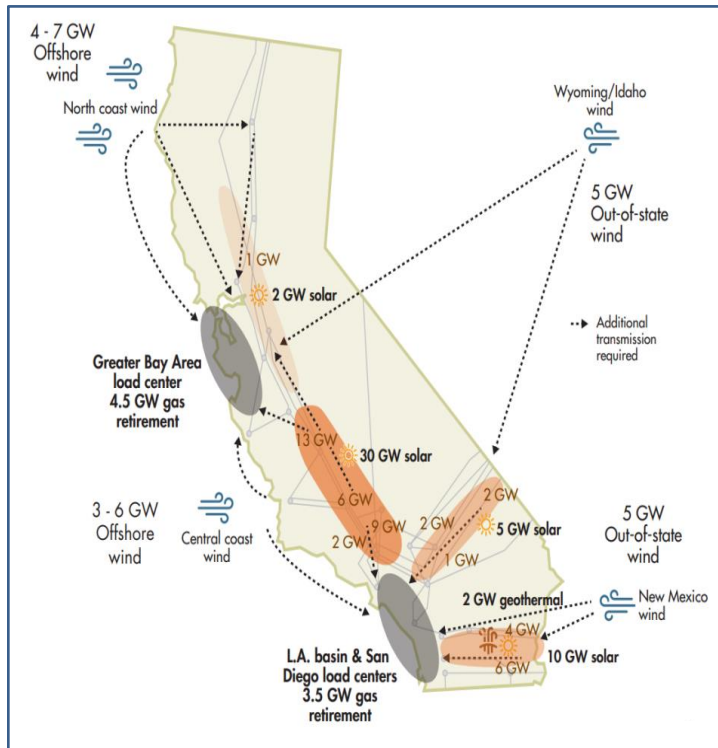 4 - 7 GW
Offshore
wind
North coast wind
Wyoming/Idaho
wind
5 GW
Out-of-state
wind
1 GW
2 GW solar
Additional
transmission
required
Greater Bay Area
load center
4.5 GW gas
retirement
13 GW
30 GW solar
6 GW
9 GW
2 GW
3 - 6 GW
Offshore
wind
Central coast
wind
2 GW
2 GW
5 GW solar
1 GW
5 GW
Out-of-state
wind
2 GW geothermal
New Mexico
wind
4 GW
10 GW solar
6 GW
L.A. basin & San
Diego load centers
3.5 GW gas
retirement